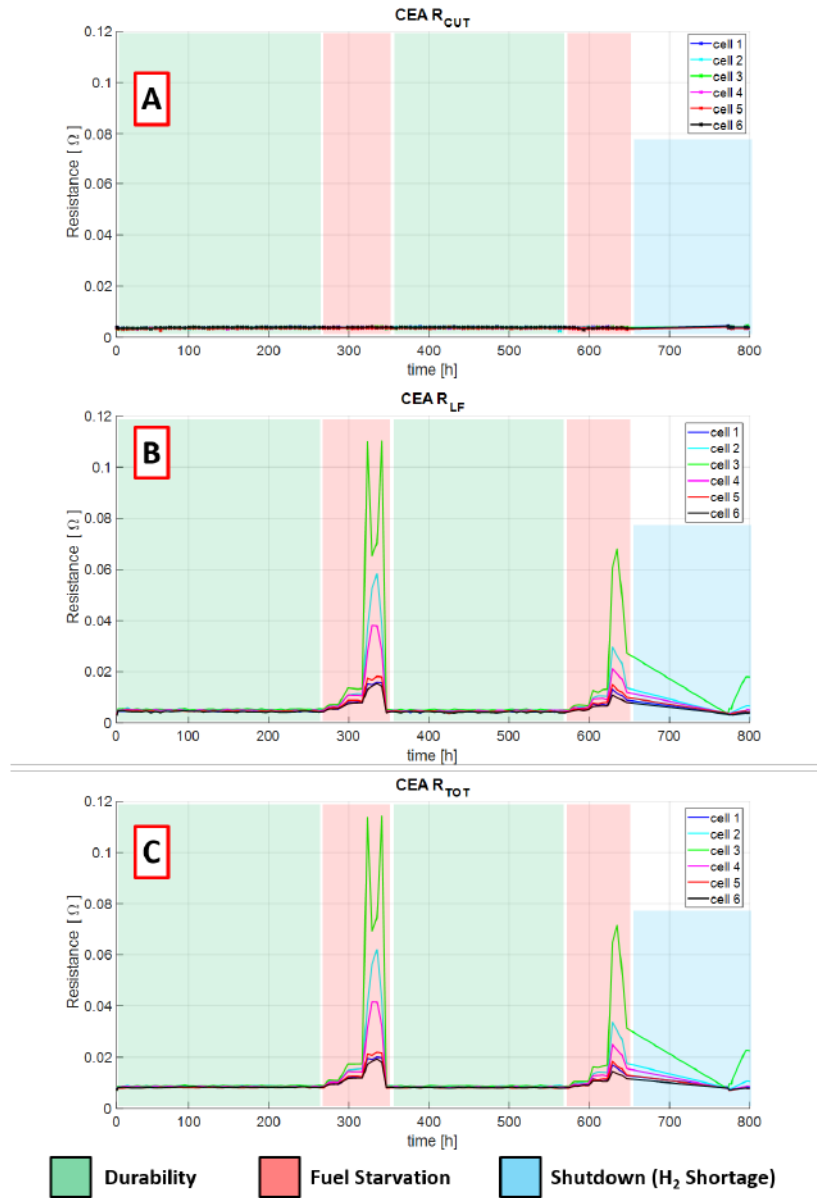 CEA R_CUT
0.12
0.1
0.08
0.06
0.04
0.02
0
Resistance [ Ω ]
A
cell 1
cell 2
cell 3
cell 4
cell 5
cell 6
0 100 200 300 400 500 600 700 800
time [h]
CEA R_LF
0.12
0.1
0.08
0.06
0.04
0.02
0
Resistance [ Ω ]
B
cell 1
cell 2
cell 3
cell 4
cell 5
cell 6
0 100 200 300 400 500 600 700 800
time [h]
CEA R_TOT
0.12
0.1
0.08
0.06
0.04
0.02
0
Resistance [ Ω ]
C
cell 1
cell 2
cell 3
cell 4
cell 5
cell 6
0 100 200 300 400 500 600 700 800
time [h]
Durability Fuel Starvation Shutdown (H₂ Shortage)